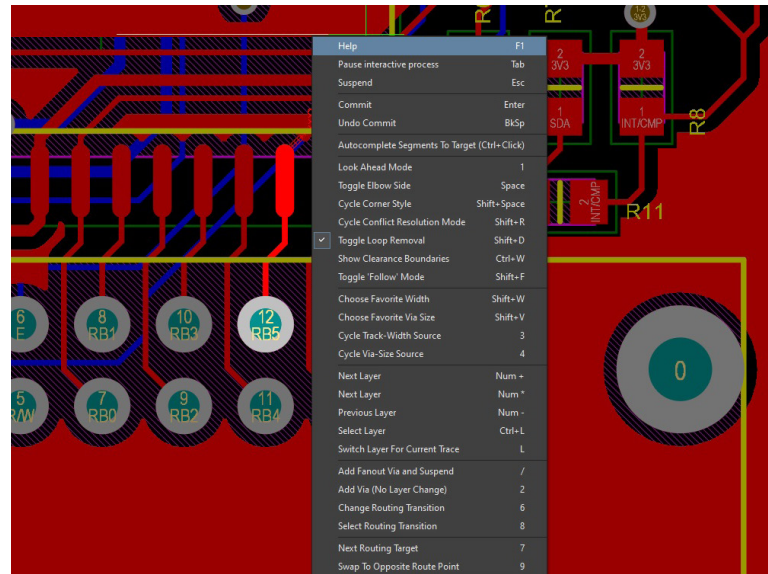 1-2
3V3
Help F1
Pause interactive process Tab
Suspend Esc
Commit Enter
Undo Commit BkSp
Autocomplete Segments To Target (Ctrl+Click)
Look Ahead Mode 1
Toggle Elbow Side Space
Cycle Corner Style Shift+Space
Cycle Conflict Resolution Mode Shift+R
Toggle Loop Removal Shift+D
Show Clearance Boundaries Ctrl+W
Toggle 'Follow' Mode Shift+F
Choose Favorite Width Shift+W
Choose Favorite Via Size Shift+V
Cycle Track-Width Source 3
Cycle Via-Size Source 4
Next Layer Num +
Next Layer Num *
Previous Layer Num -
Select Layer Ctrl+L
Switch Layer For Current Trace L
Add Fanout Via and Suspend /
Add Via (No Layer Change) 2
Change Routing Transition 6
Select Routing Transition 8
Next Routing Target 7
Swap To Opposite Route Point 9
2
3V3
2
3V3
1
SDA
1
INT/CMP
R8
2
INT/CMP
R11
6
E
8
RB1
10
RB3
12
RB5
5
R/W
7
RB0
9
RB2
11
RB4
0